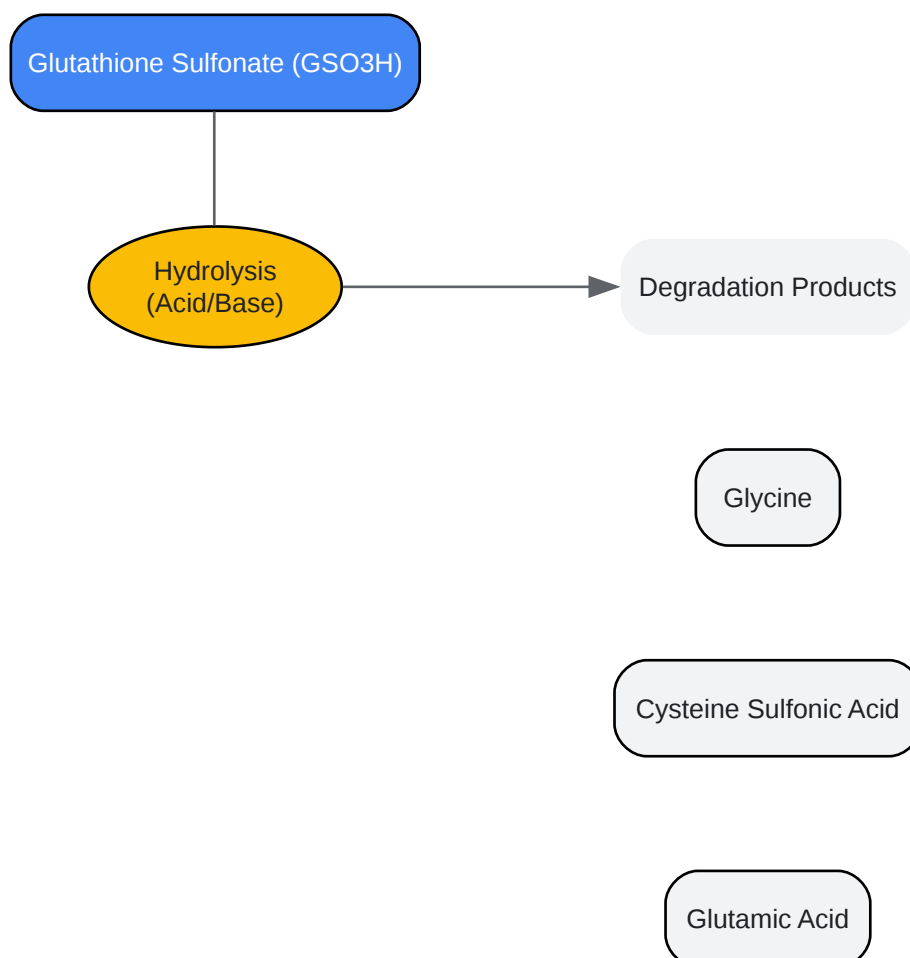 Glutathione Sulfonate (GSO3H)
Hydrolysis
(Acid/Base)
Degradation Products
Glycine
Cysteine Sulfonic Acid
Glutamic Acid